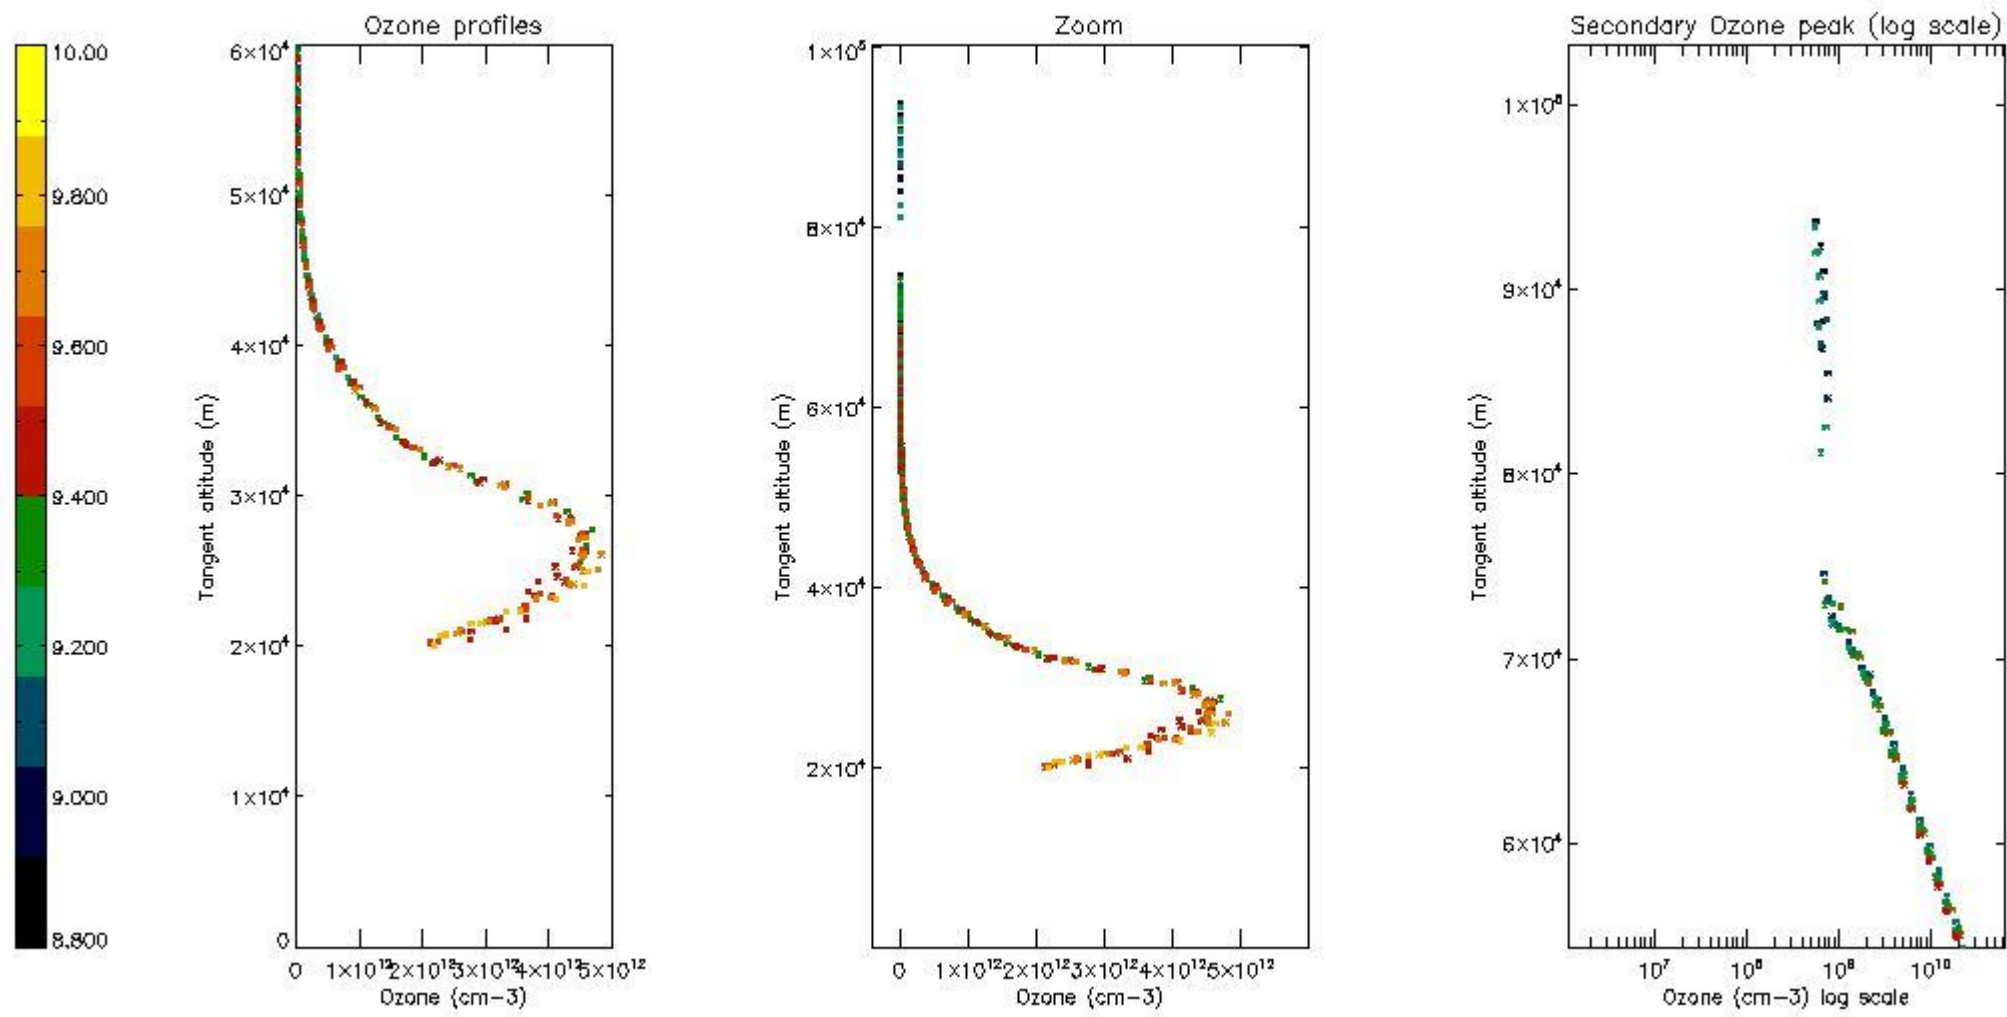 Ozone profiles
Zoom
Secondary Ozone peak (log scale)
10.00
9.800
9.600
9.400
9.200
9.000
8.800
6×10⁴
5×10⁴
4×10⁴
3×10⁴
2×10⁴
1×10⁴
0
Tangent altitude (m)
0 1×10¹² 2×10¹² 3×10¹² 4×10¹² 5×10¹²
Ozone (cm-3)
1×10⁵
8×10⁴
6×10⁴
4×10⁴
2×10⁴
Tangent altitude (m)
0 1×10¹² 2×10¹² 3×10¹² 4×10¹² 5×10¹²
Ozone (cm-3)
9×10⁴
8×10⁴
7×10⁴
6×10⁴
Tangent altitude (m)
10⁷ 10¹⁰
Ozone (cm-3) log scale